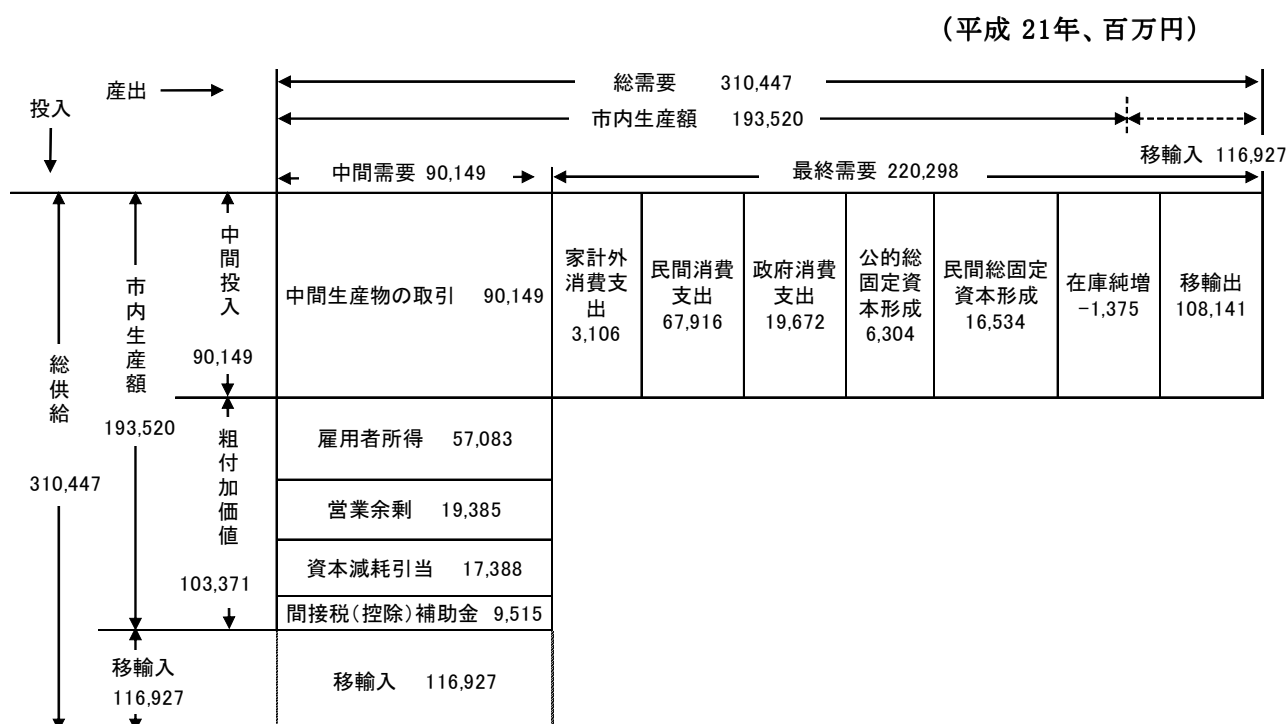 （平成 21年、百万円）
産出
総需要 310,447
投入
市内生産額 193,520
移輸入 116,927
中間需要 90,149
最終需要 220,298
総供給
310,447
市内生産額
193,520
中間投入
90,149
中間生産物の取引 90,149
家計外
消費支
出
3,106
民間消費
支出
67,916
政府消費
支出
19,672
公的総
固定資
本形成
6,304
民間総固定
資本形成
16,534
在庫純増
-1,375
移輸出
108,141
粗付加価値
103,371
雇用者所得 57,083
営業余剰 19,385
資本減耗引当 17,388
間接税（控除）補助金 9,515
移輸入
116,927
移輸入 116,927